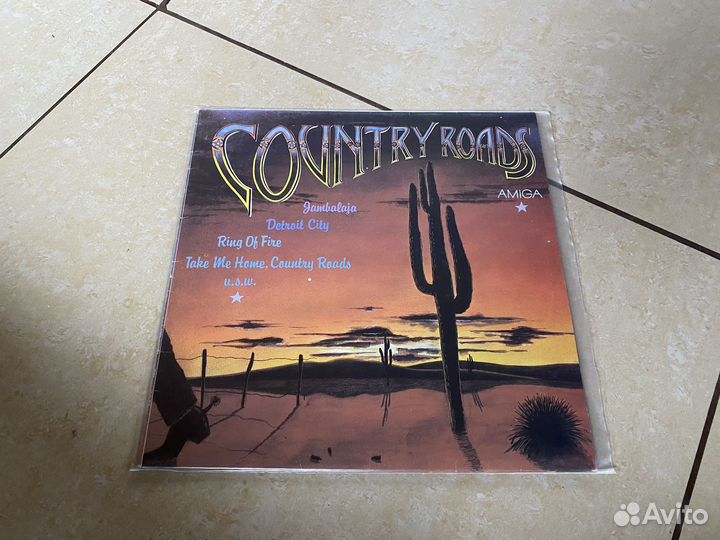 COUNTRY ROADS
AMIGA
Jambalaja
Detroit City
Ring Of Fire
Take Me Home, Country Roads
u.s.w.
Avito